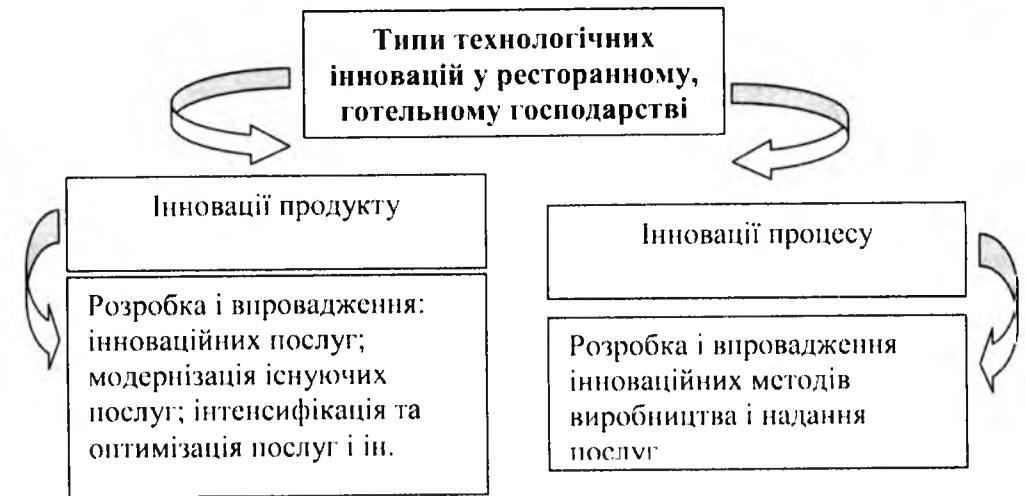 Типи технологічних
інновацій у ресторанному,
готельному господарстві
Інновації продукту
Розробка і впровадження:
інноваційних послуг;
модернізація існуючих
послуг; інтенсифікація та
оптимізація послуг і ін.
Інновації процесу
Розробка і впровадження
інноваційних методів
виробництва і надання
послуг